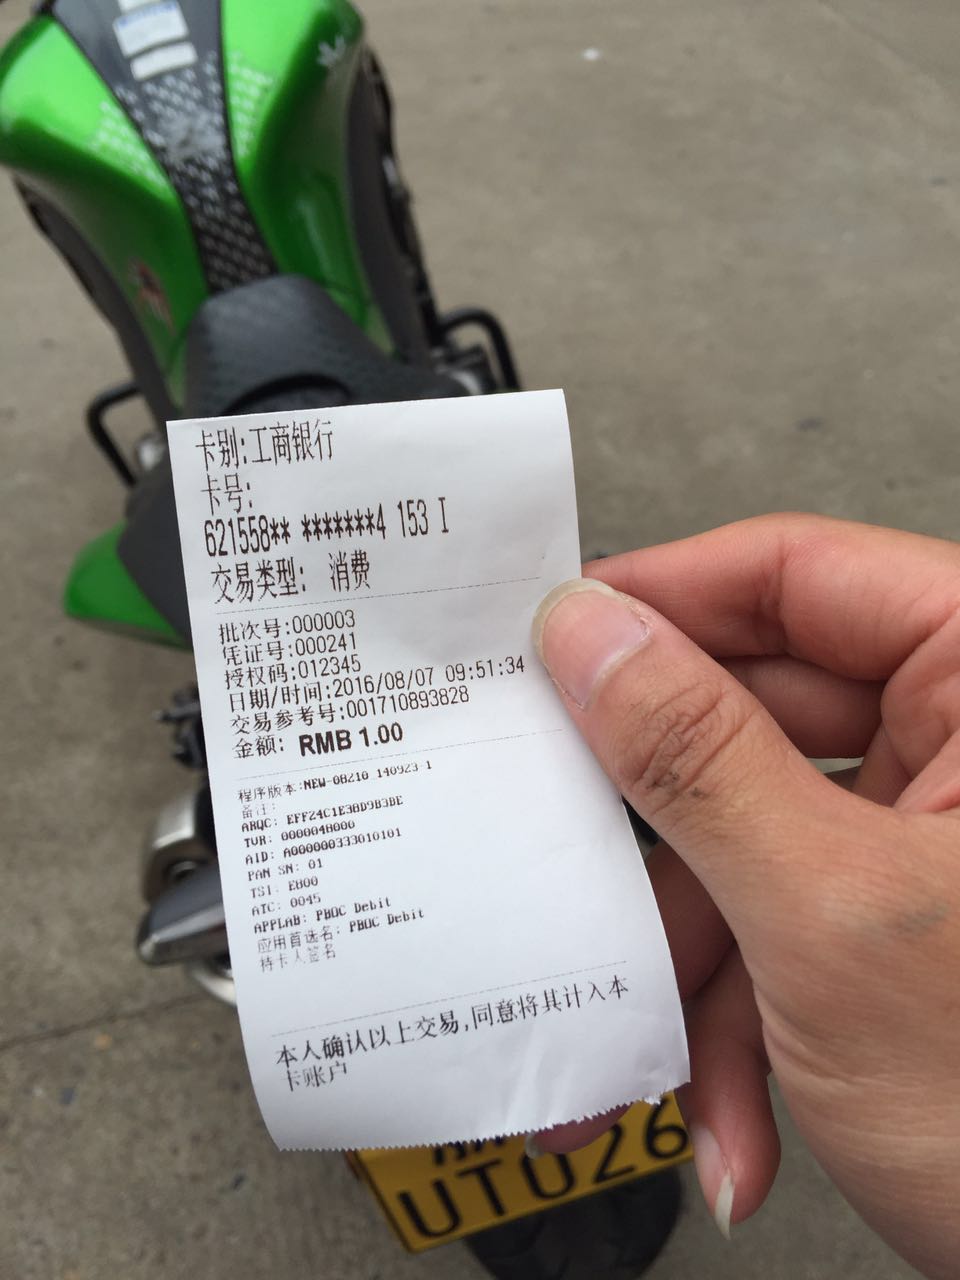 卡别:工商银行
卡号:
621558** *******4 153 I
交易类型: 消费
批次号:000003
凭证号:000241
授权码:012345
日期/时间:2016/08/07 09:51:34
交易参考号:001710893828
金额: RMB 1.00
程序版本:NEW-08210 140923-1
备注:
ARQC: EFF24C1E38D9B3BE
TVR: 0000048000
AID: A000000333010101
PAN SN: 01
TSI: E800
ATC: 0045
APPLAB: PBOC Debit
应用首选名: PBOC Debit
持卡人签名
本人确认以上交易,同意将其计入本
卡账户
UTU26